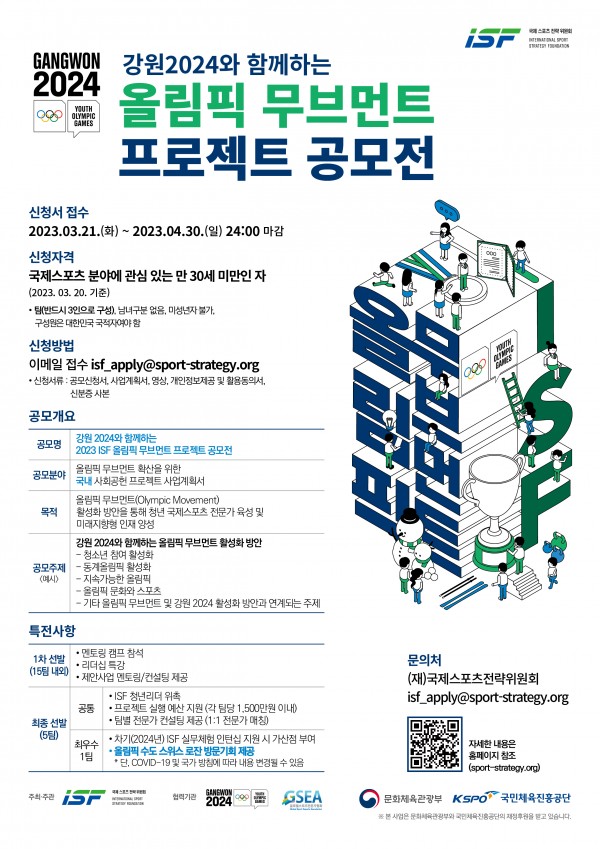 ISF 국제 스포츠 전략 위원회
INTERNATIONAL SPORT
STRATEGY FOUNDATION
GANGWON
2024
YOUTH
OLYMPIC
GAMES
강원2024와 함께하는
올림픽 무브먼트
프로젝트 공모전
신청서 접수
2023.03.21.(화) ~ 2023.04.30.(일) 24:00 마감
신청자격
국제스포츠 분야에 관심 있는 만 30세 미만인 자
(2023. 03. 20. 기준)
• 팀(반드시 3인으로 구성), 남녀구분 없음, 미성년자 불가,
구성원은 대한민국 국적자여야 함
신청방법
이메일 접수 isf_apply@sport-strategy.org
• 신청서류 : 공모신청서, 사업계획서, 영상, 개인정보제공 및 활용동의서,
신분증 사본
공모개요
공모명
강원 2024와 함께하는
2023 ISF 올림픽 무브먼트 프로젝트 공모전
공모분야
올림픽 무브먼트 확산을 위한
국내 사회공헌 프로젝트 사업계획서
목적
올림픽 무브먼트(Olympic Movement)
활성화 방안을 통해 청년 국제스포츠 전문가 육성 및
미래지향형 인재 양성
공모주제
(예시)
강원 2024와 함께하는 올림픽 무브먼트 활성화 방안
- 청소년 참여 활성화
- 동계올림픽 활성화
- 지속가능한 올림픽
- 올림픽 문화와 스포츠
- 기타 올림픽 무브먼트 및 강원 2024 활성화 방안과 연계되는 주제
특전사항
1차 선발
(15팀 내외)
• 멘토링 캠프 참석
• 리더십 특강
• 제안사업 멘토링/컨설팅 제공
최종 선발
(5팀)
공통
• ISF 청년리더 위촉
• 프로젝트 실행 예산 지원 (각 팀당 1,500만원 이내)
• 팀별 전문가 컨설팅 제공 (1:1 전문가 매칭)
최우수
1팀
• 차기(2024년) ISF 실무체험 인턴십 지원 시 가산점 부여
• 올림픽 수도 스위스 로잔 방문기회 제공
* 단, COVID-19 및 국가 방침에 따라 내용 변경될 수 있음
올림픽
무브먼트
YOUTH
OLYMPIC
GAMES
ISF
문의처
(재)국제스포츠전략위원회
isf_apply@sport-strategy.org
자세한 내용은
홈페이지 참조
(sport-strategy.org)
주최·주관
ISF 국제 스포츠 전략 위원회
INTERNATIONAL SPORT
STRATEGY FOUNDATION
협력기관
GANGWON
2024
YOUTH
OLYMPIC
GAMES
GSEA
문화체육관광부
KSPO 국민체육진흥공단
※ 본 사업은 문화체육관광부와 국민체육진흥공단의 재정후원을 받고 있습니다.